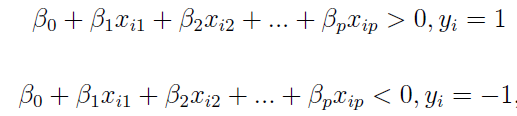 β₀ + β₁xᵢ₁ + β₂xᵢ₂ + ... + βₚxᵢₚ > 0, yᵢ = 1
β₀ + β₁xᵢ₁ + β₂xᵢ₂ + ... + βₚxᵢₚ < 0, yᵢ = −1,